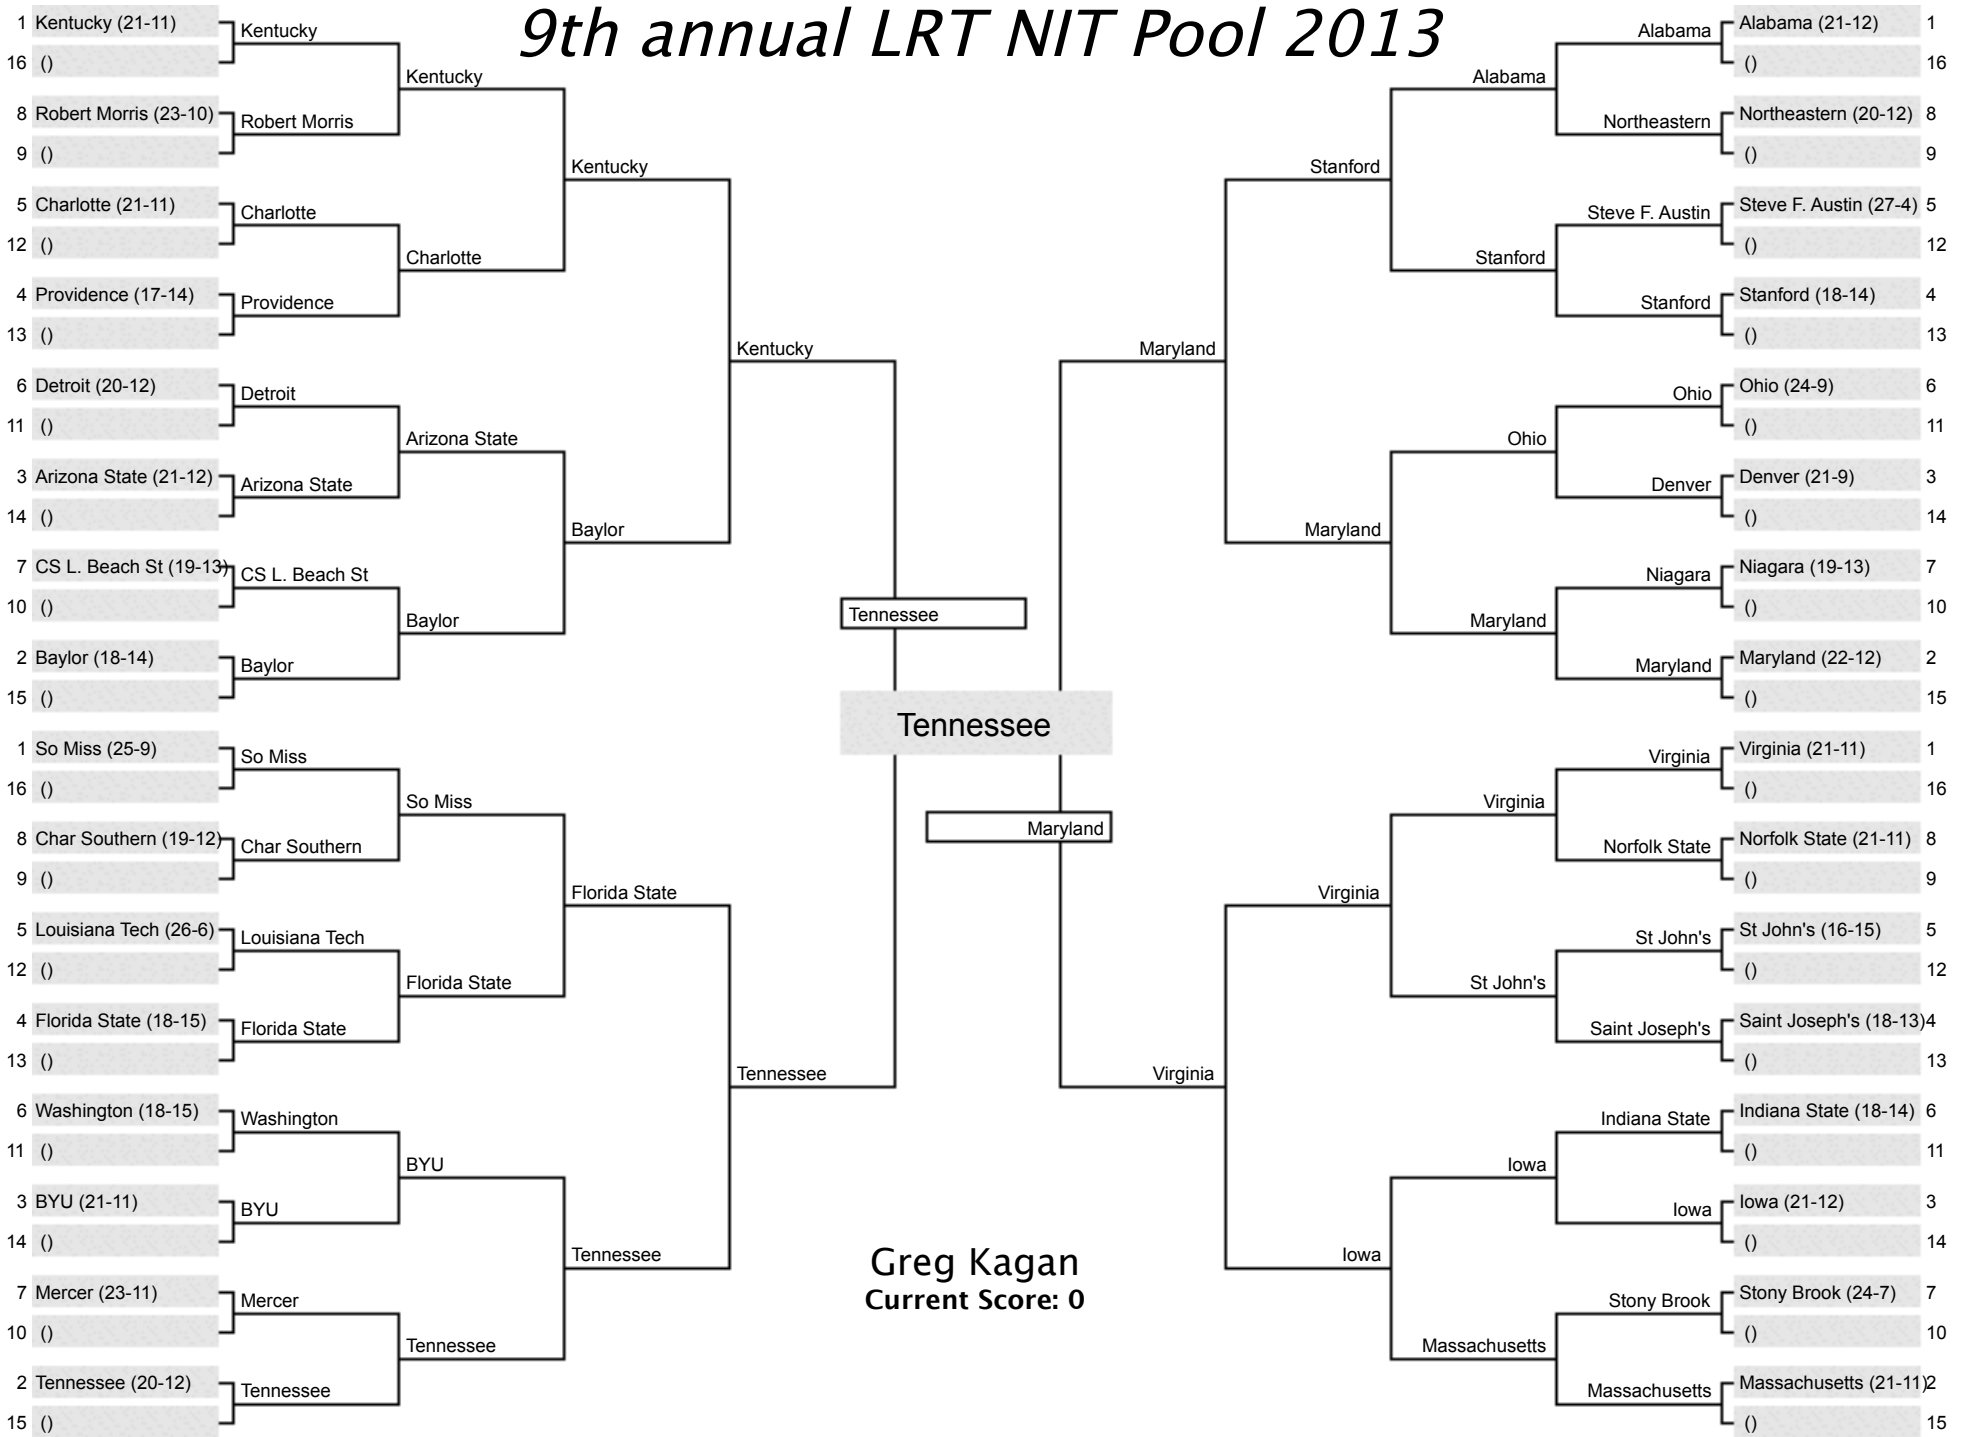 9th annual LRT NIT Pool 2013
1 Kentucky (21-11)
16 ()
8 Robert Morris (23-10)
9 ()
5 Charlotte (21-11)
12 ()
4 Providence (17-14)
13 ()
6 Detroit (20-12)
11 ()
3 Arizona State (21-12)
14 ()
7 CS L. Beach St (19-13)
10 ()
2 Baylor (18-14)
15 ()
1 So Miss (25-9)
16 ()
8 Char Southern (19-12)
9 ()
5 Louisiana Tech (26-6)
12 ()
4 Florida State (18-15)
13 ()
6 Washington (18-15)
11 ()
3 BYU (21-11)
14 ()
7 Mercer (23-11)
10 ()
2 Tennessee (20-12)
15 ()
Kentucky
Robert Morris
Charlotte
Providence
Detroit
Arizona State
CS L. Beach St
Baylor
So Miss
Char Southern
Louisiana Tech
Florida State
Washington
BYU
Mercer
Tennessee
Kentucky
Charlotte
Arizona State
Baylor
So Miss
Florida State
BYU
Tennessee
Kentucky
Baylor
Florida State
Tennessee
Kentucky
Tennessee
Tennessee
Tennessee
Maryland
Greg Kagan
Current Score: 0
Maryland
Virginia
Stanford
Maryland
Virginia
Iowa
Alabama
Stanford
Ohio
Maryland
Virginia
St John's
Iowa
Massachusetts
Alabama
Northeastern
Steve F. Austin
Stanford
Ohio
Denver
Niagara
Maryland
Virginia
Norfolk State
St John's
Saint Joseph's
Indiana State
Iowa
Stony Brook
Massachusetts
Alabama (21-12) 1
() 16
Northeastern (20-12) 8
() 9
Steve F. Austin (27-4) 5
() 12
Stanford (18-14) 4
() 13
Ohio (24-9) 6
() 11
Denver (21-9) 3
() 14
Niagara (19-13) 7
() 10
Maryland (22-12) 2
() 15
Virginia (21-11) 1
() 16
Norfolk State (21-11) 8
() 9
St John's (16-15) 5
() 12
Saint Joseph's (18-13) 4
() 13
Indiana State (18-14) 6
() 11
Iowa (21-12) 3
() 14
Stony Brook (24-7) 7
() 10
Massachusetts (21-11) 2
() 15